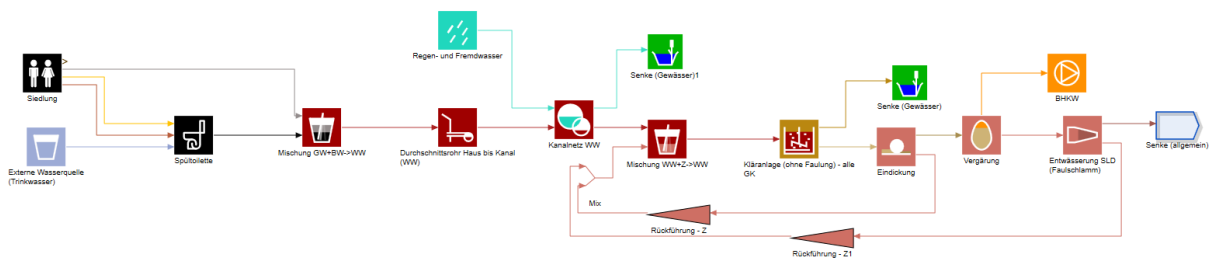 Regen- und Fremdwasser
Senke (Gewässer)1
>
Siedlung
Senke (Gewässer)
BHKW
Externe Wasserquelle
(Trinkwasser)
Spültoilette
Mischung GW+BW->WW
Durchschnittsrohr Haus bis Kanal
(WW)
Kanalnetz WW
Mischung WW+Z->WW
Kläranlage (ohne Faulung) - alle
GK
Eindickung
Vergärung
Entwässerung SLD
(Faulschlamm)
Senke (allgemein)
Mix
Rückführung - Z
Rückführung - Z1